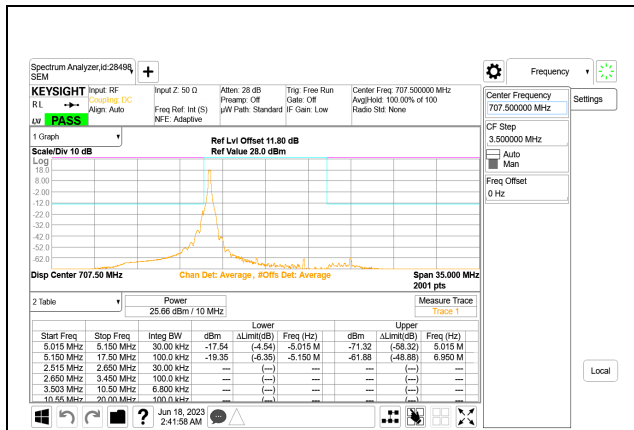 Spectrum Analyzer,id:28498,
SEM
Frequency
KEYSIGHT Input: RF Input Z: 50 Ω Atten: 28 dB Trig: Free Run Center Freq: 707.500000 MHz
RL Coupling: DC Preamp: Off Gate: Off Avg|Hold: 100.00% of 100
Align: Auto Freq Ref: Int (S) µW Path: Standard IF Gain: Low Radio Std: None
LXI PASS NFE: Adaptive
Center Frequency
707.500000 MHz
Settings
CF Step
3.500000 MHz
Auto
Man
Freq Offset
0 Hz
1 Graph
Ref Lvl Offset 11.80 dB
Scale/Div 10 dB Ref Value 28.0 dBm
Log
18.0
8.00
-2.00
-12.0
-22.0
-32.0
-42.0
-52.0
-62.0
Disp Center 707.50 MHz Chan Det: Average, #Offs Det: Average Span 35.000 MHz
2001 pts
2 Table Power Measure Trace
25.66 dBm / 10 MHz Trace 1
Lower Upper
Start Freq Stop Freq Integ BW dBm ΔLimit(dB) Freq (Hz) dBm ΔLimit(dB) Freq (Hz)
5.015 MHz 5.150 MHz 30.00 kHz -17.54 (-4.54) -5.015 M -71.32 (-58.32) 5.015 M
5.150 MHz 17.50 MHz 100.0 kHz -19.35 (-6.35) -5.150 M -61.88 (-48.88) 6.950 M
2.515 MHz 2.650 MHz 30.00 kHz --- (---) --- (---)
2.650 MHz 3.450 MHz 100.0 kHz --- (---) --- (---)
3.503 MHz 10.50 MHz 6.800 kHz --- (---) --- (---)
10.55 MHz 20.00 MHz 100.0 kHz --- (---) --- (---)
Local
? Jun 18, 2023
2:41:58 AM